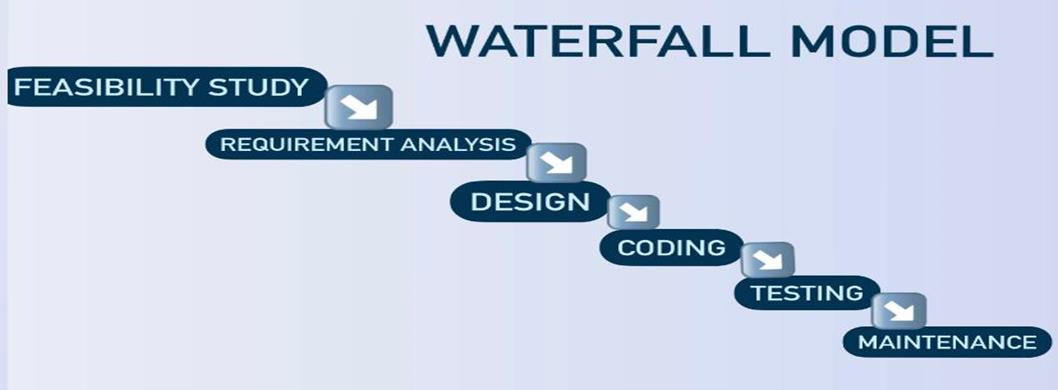 WATERFALL MODEL
FEASIBILITY STUDY
REQUIREMENT ANALYSIS
DESIGN
CODING
TESTING
MAINTENANCE